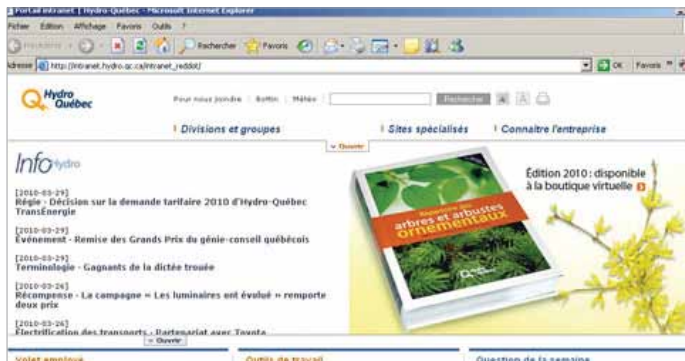 Portail intranet | Hydro-Québec - Microsoft Internet Explorer
Fichier Edition Affichage Favoris Outils ?
Rechercher Favoris
Adresse http://intranet.hydro.qc.ca/intranet_reddot/ OK Favoris
Hydro
Québec
Pour nous joindre Bottin Météo Rechercher A A
Divisions et groupes Sites spécialisés Connaître l'entreprise
Ouvrir
InfoHydro
[2010-03-29]
Régie - Décision sur la demande tarifaire 2010 d'Hydro-Québec
TransÉnergie
[2010-03-29]
Événement - Remise des Grands Prix du génie-conseil québécois
[2010-03-29]
Terminologie - Gagnants de la dictée trouée
[2010-03-26]
Récompense - La campagne « Les luminaires ont évolué » remporte
deux prix
[2010-03-26]
Électrification des transports - Partenariat avec Toyota
Répertoire des
arbres et arbustes
ornementaux
Hydro
Québec
Édition 2010 : disponible
à la boutique virtuelle
Ouvrir
Volet employé Outils de travail Question de la semaine